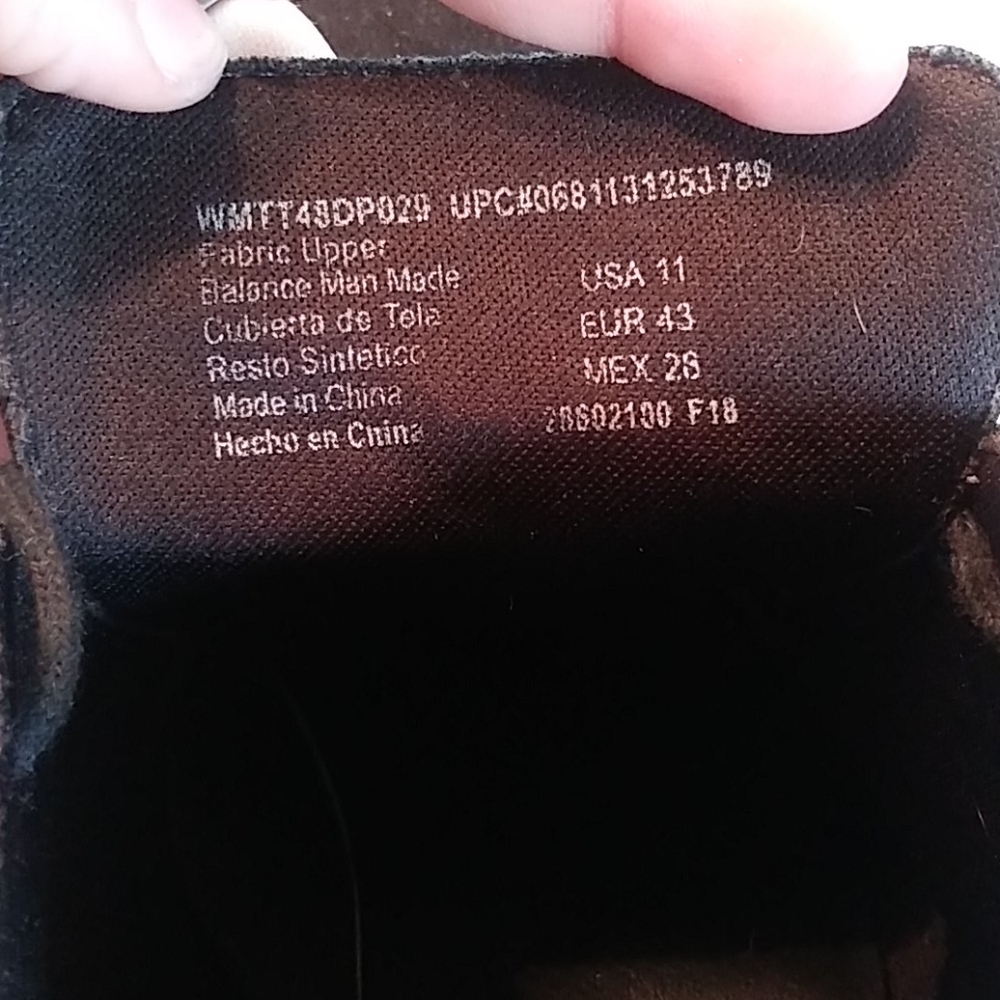 WMTT48DP029 UPC#0681131253789
Fabric Upper
Balance Man Made
Cubierta de Tela
Resto Sintetico
Made in China
Hecho en China
USA 11
EUR 43
MEX 28
F18